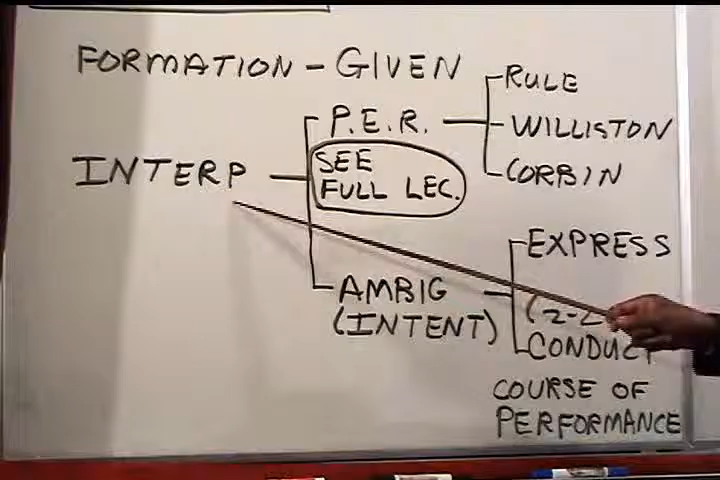 FORMATION - GIVEN
RULE
P.E.R.
WILLISTON
SEE
FULL LEC.
INTERP
CORBIN
EXPRESS
AMBIG
(INTENT)
CONDUCT
COURSE OF
PERFORMANCE